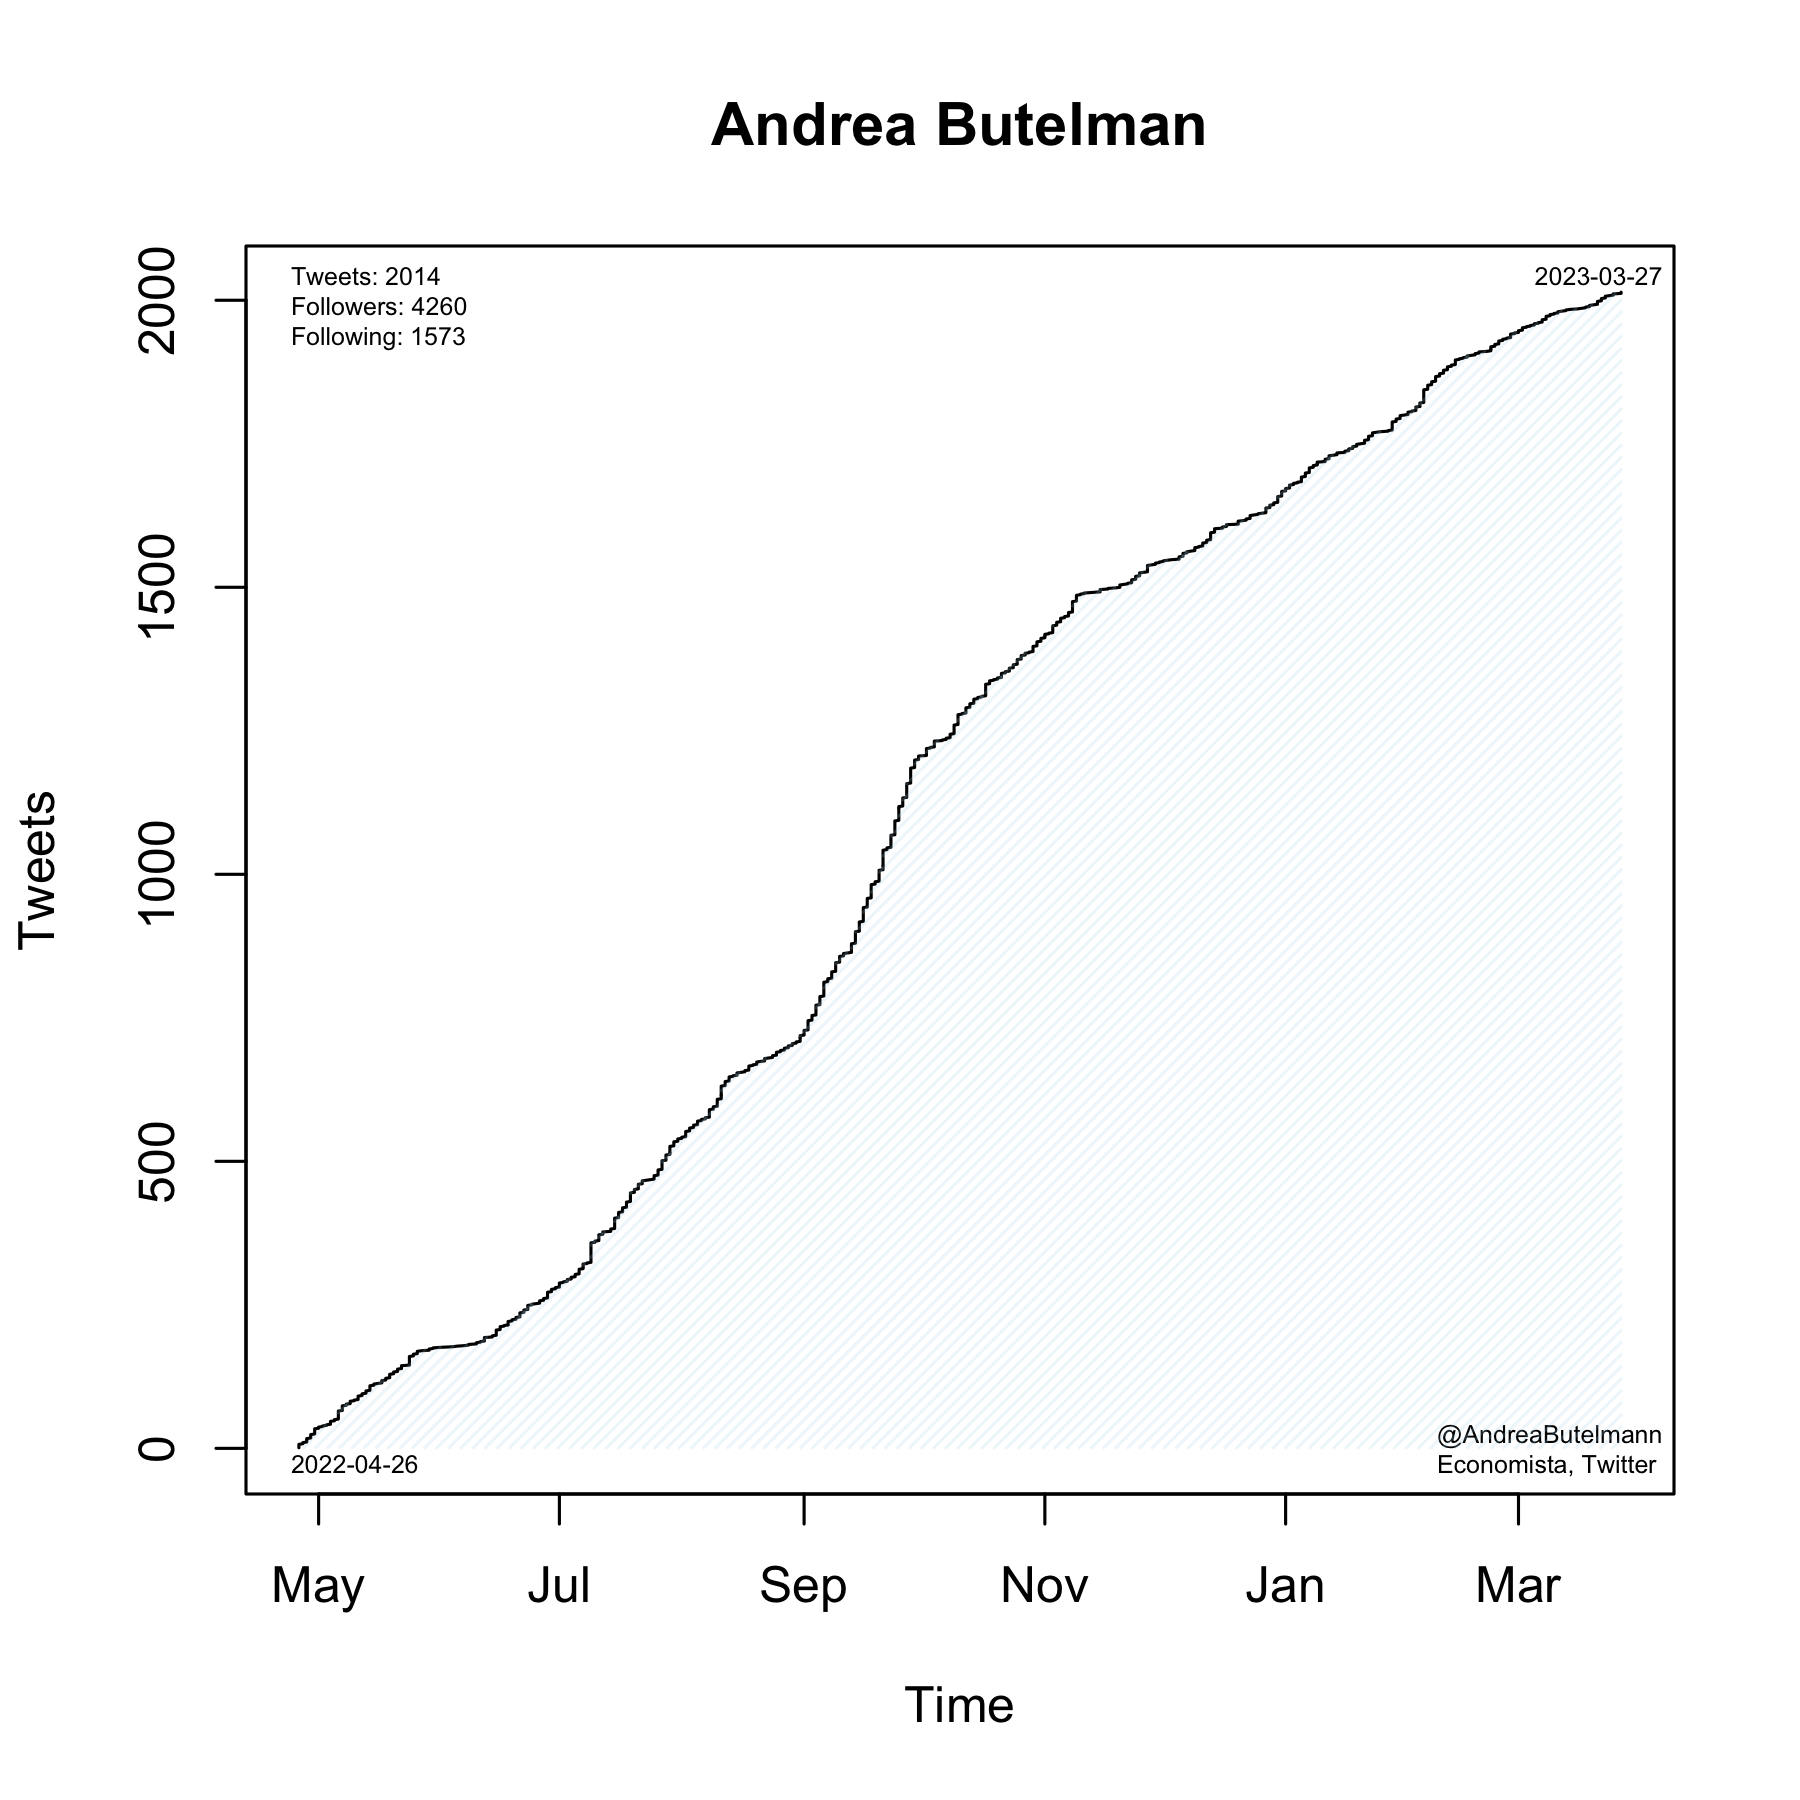 Andrea Butelman
Tweets: 2014
Followers: 4260
Following: 1573
2023-03-27
2000
1500
1000
500
0
Tweets
@AndreaButelmann
Economista, Twitter
2022-04-26
May Jul Sep Nov Jan Mar
Time